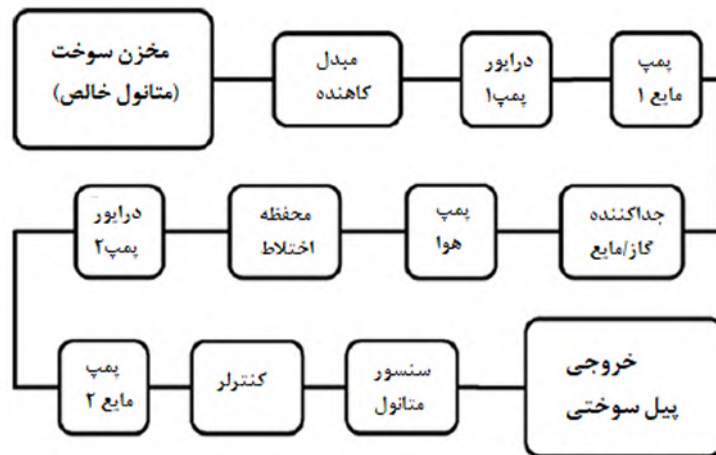 مخزن سوخت
(متانول خالص)
مبدل
کاهنده
درایور
پمپ۱
پمپ
مایع ۱
جداکننده
گاز/مایع
پمپ
هوا
محفظه
اختلاط
درایور
پمپ۲
پمپ
مایع ۲
کنترلر
سنسور
متانول
خروجی
پیل سوختی